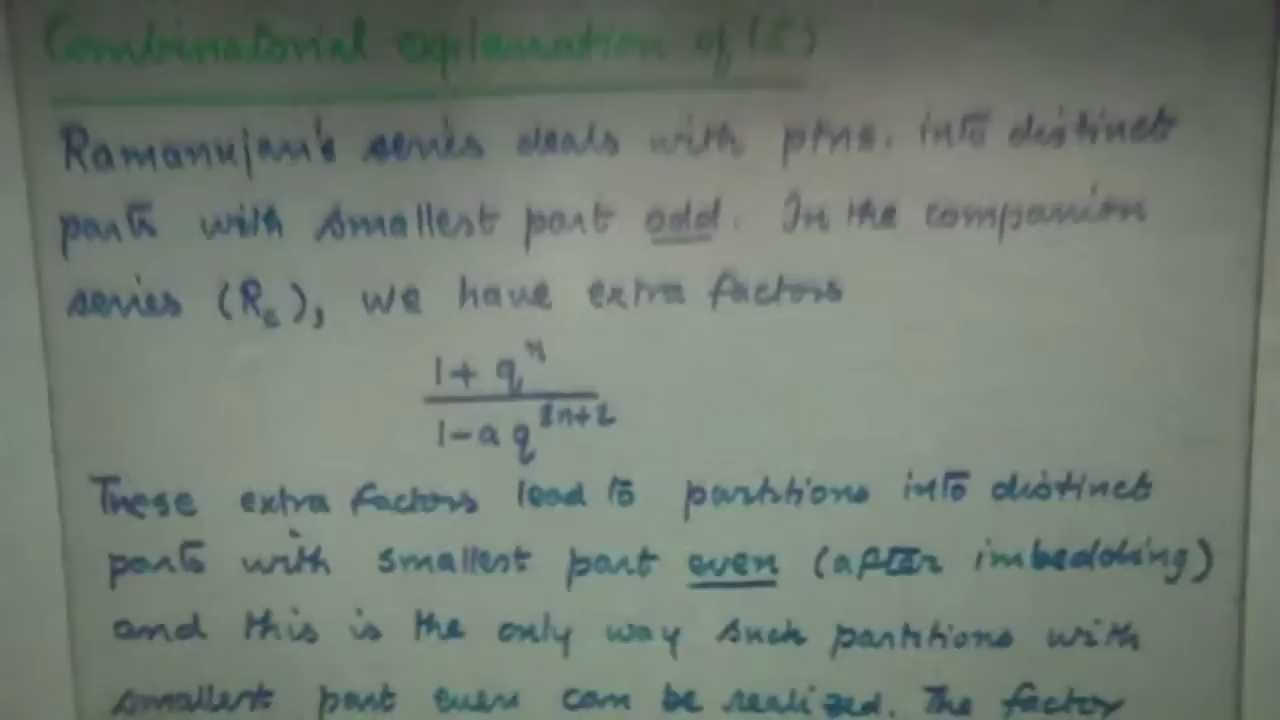 Combinatorial explanation of (C)
Ramanujan's series deals with ptns. into distinct
parts with smallest part odd. In the companion
series (Rc), we have extra factors
1+ q^n
1-a q^2n+2
These extra factors lead to partitions into distinct
parts with smallest part even (after imbedding)
and this is the only way such partitions with
smallest part even can be realized. The factor